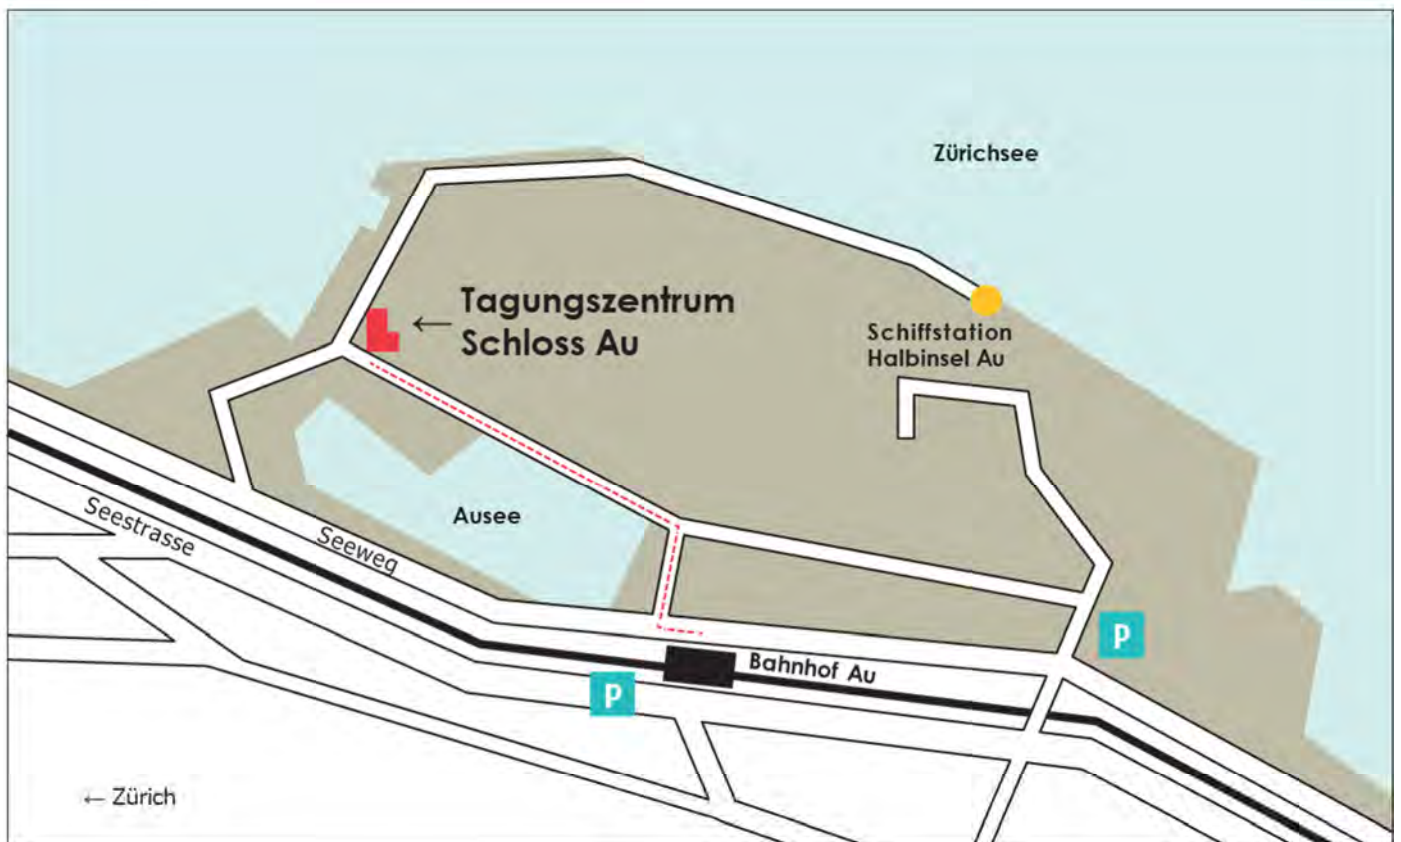 Zürichsee
← Tagungszentrum
Schloss Au
Schiffstation
Halbinsel Au
Ausee
Seestrasse
Seeweg
P
Bahnhof Au
P
← Zürich